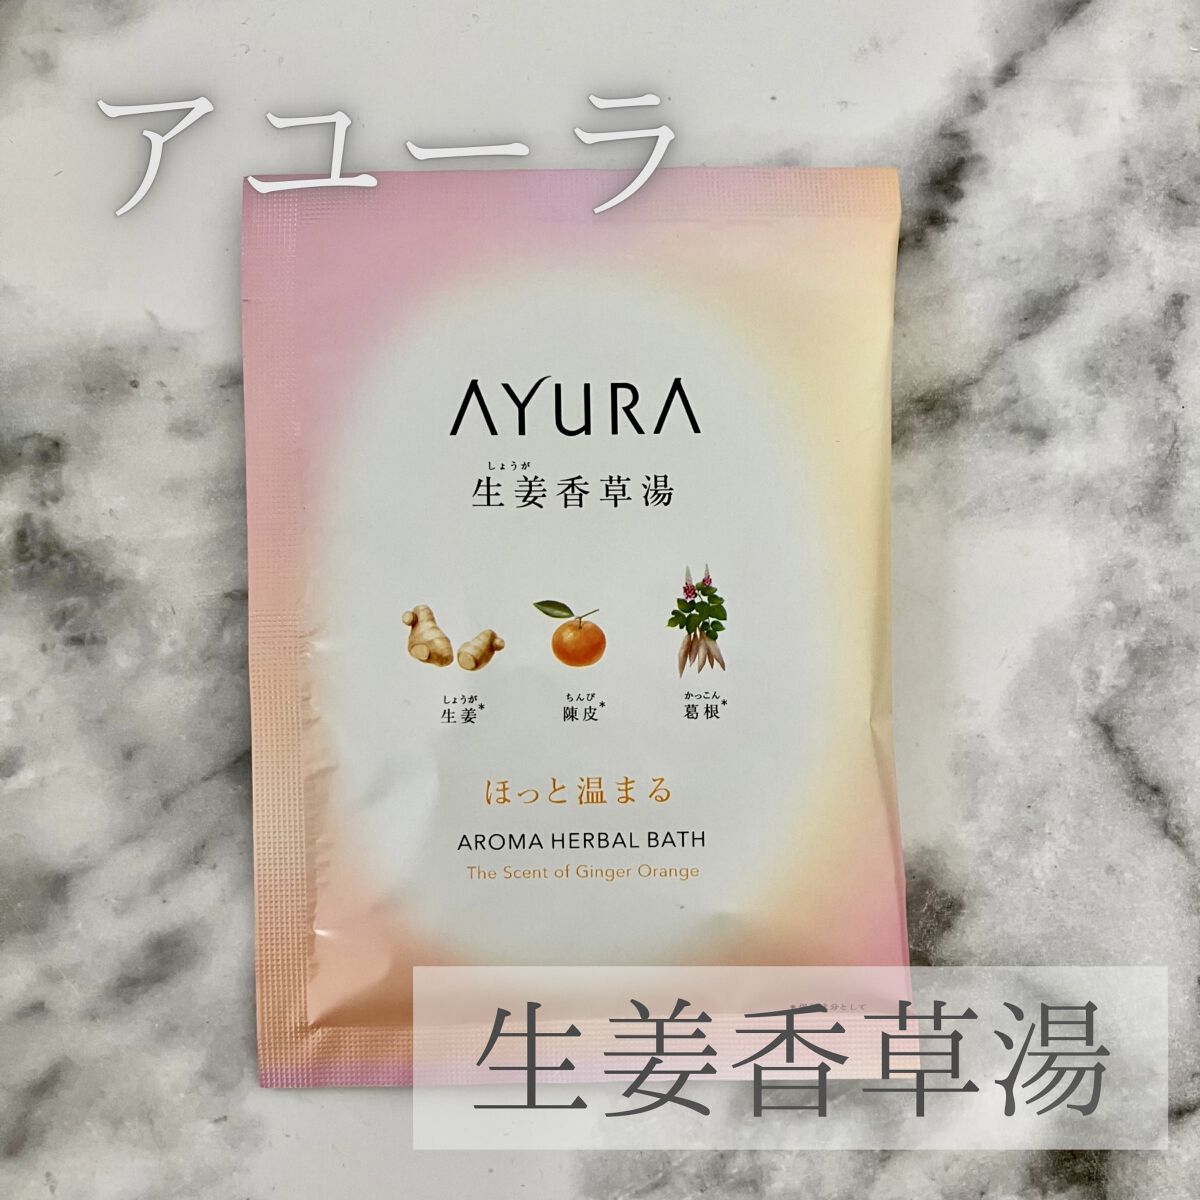 アユーラ
AYURA
しょうが
生姜香草湯
しょうが ちんぴ かっこん
生姜* 陳皮* 葛根*
ほっと温まる
AROMA HERBAL BATH
The Scent of Ginger Orange
生姜香草湯